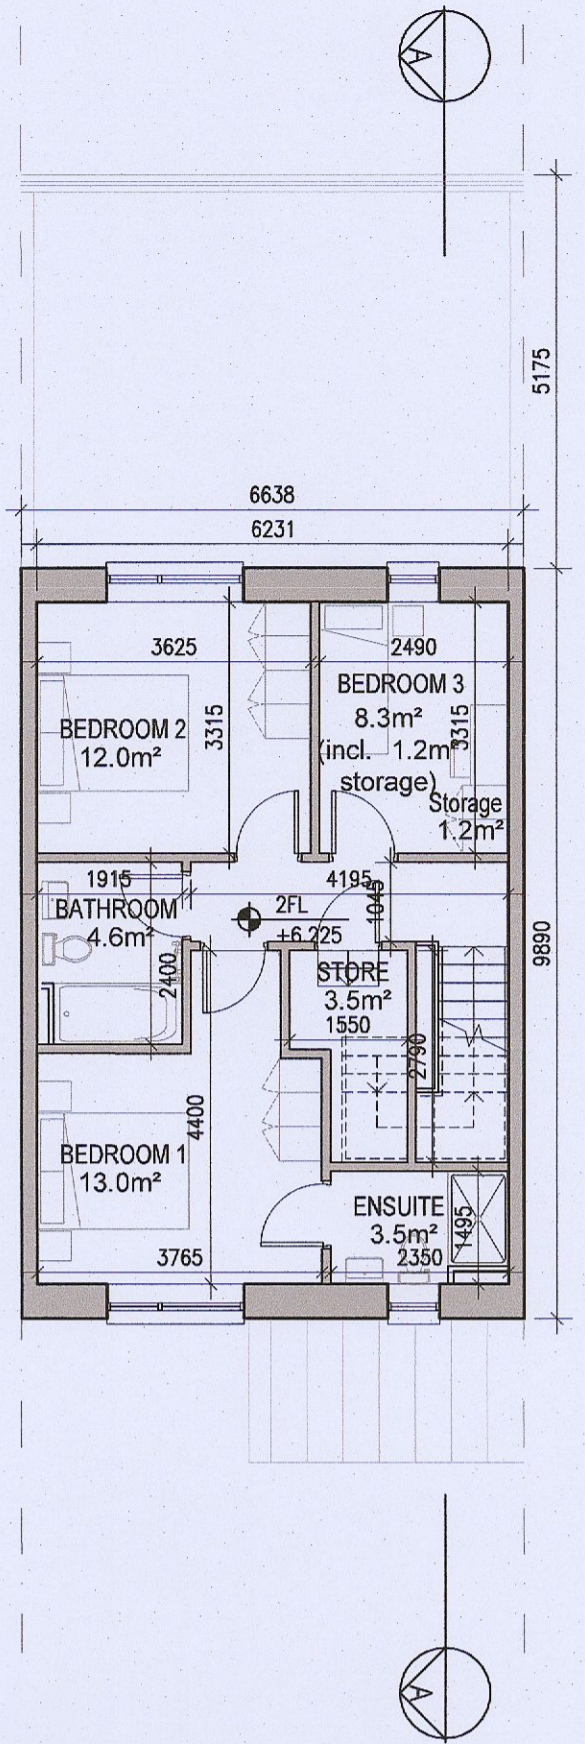 A
5175
6638
6231
3625
2490
BEDROOM 3
8.3m²
(incl. 1.2m²
storage)
3315
3315
BEDROOM 2
12.0m²
Storage
1.2m²
1915
4195
BATHROOM
4.6m²
2FL
+6.225
1045
9890
2400
STORE
3.5m²
1550
2790
4400
BEDROOM 1
13.0m²
ENSUITE
3.5m²
1495
3765
2350
A